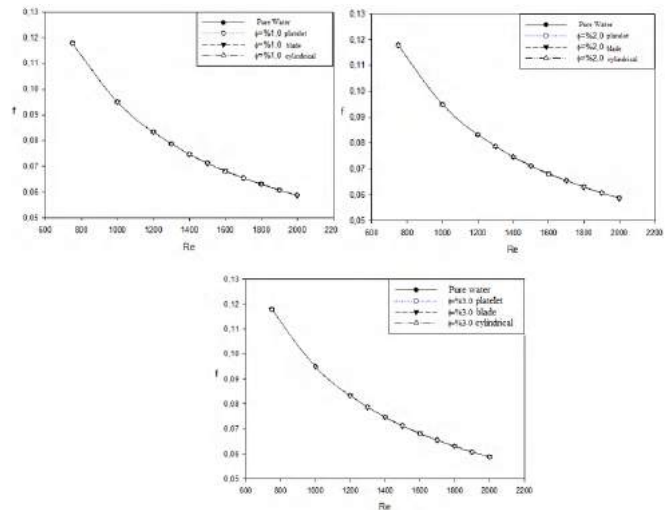 0,13
0,12
0,11
0,10
0,09
0,08
0,07
0,06
0,05
f
600 800 1000 1200 1400 1600 1800 2000 2200
Re
Pure Water
ϕ=%1,0 platelet
ϕ=%1,0 blade
ϕ=%1,0 cylindrical
0,13
0,12
0,11
0,10
0,09
0,08
0,07
0,06
0,05
f
600 800 1000 1200 1400 1600 1800 2000 2200
Re
Pure Water
ϕ=%2,0 platelet
ϕ=%2,0 blade
ϕ=%2,0 cylindrical
0,13
0,12
0,11
0,10
0,09
0,08
0,07
0,06
0,05
f
600 800 1000 1200 1400 1600 1800 2000 2200
Re
Pure water
ϕ=%3.0 platelet
ϕ=%3.0 blade
ϕ=%3.0 cylindrical